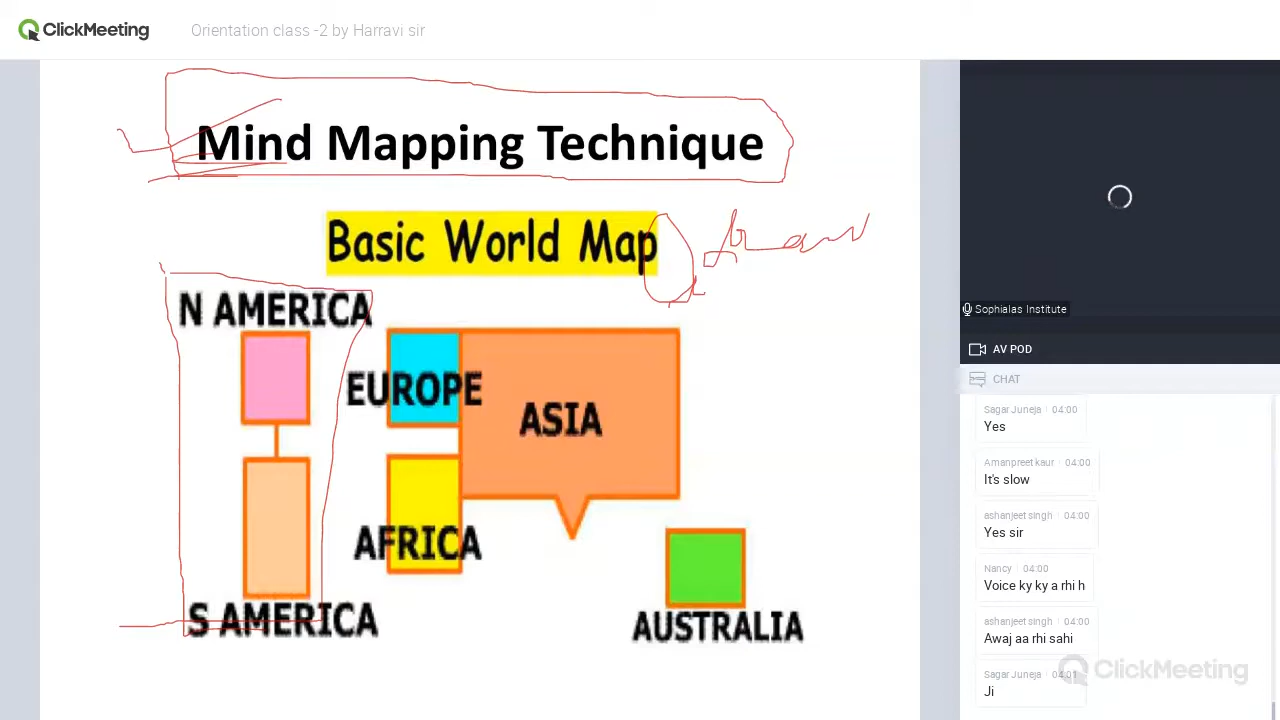 ClickMeeting
Orientation class -2 by Harravi sir
Mind Mapping Technique
Basic World Map
N AMERICA
EUROPE
ASIA
AFRICA
S AMERICA
AUSTRALIA
Sophialas Institute
AV POD
CHAT
Sagar Juneja 04:00
Yes
Amanpreet kaur 04:00
It's slow
ashanjeet singh 04:00
Yes sir
Nancy 04:00
Voice ky ky a rhi h
ashanjeet singh 04:00
Awaj aa rhi sahi
Sagar Juneja 04:01
Ji
ClickMeeting